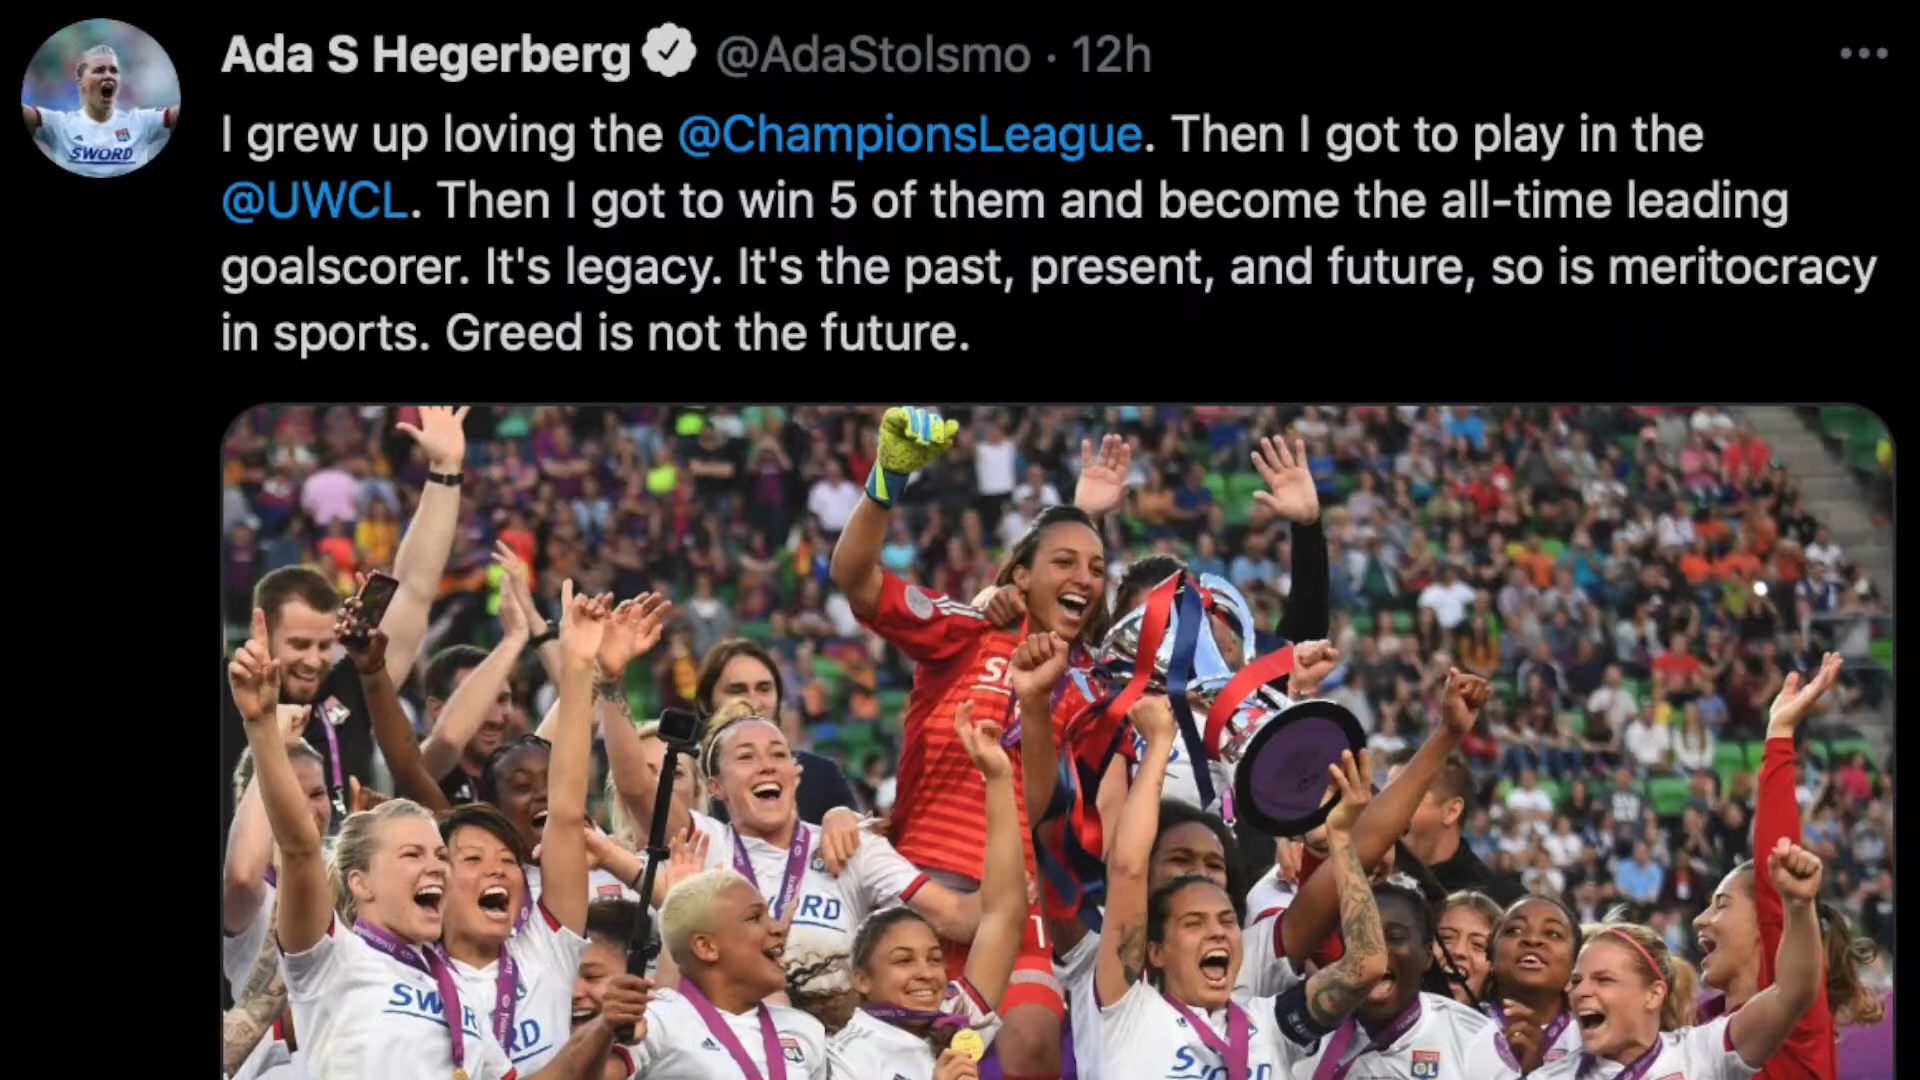 Ada S Hegerberg @AdaStolsmo · 12h
I grew up loving the @ChampionsLeague. Then I got to play in the
@UWCL. Then I got to win 5 of them and become the all-time leading
goalscorer. It's legacy. It's the past, present, and future, so is meritocracy
in sports. Greed is not the future.
SWORD
OL